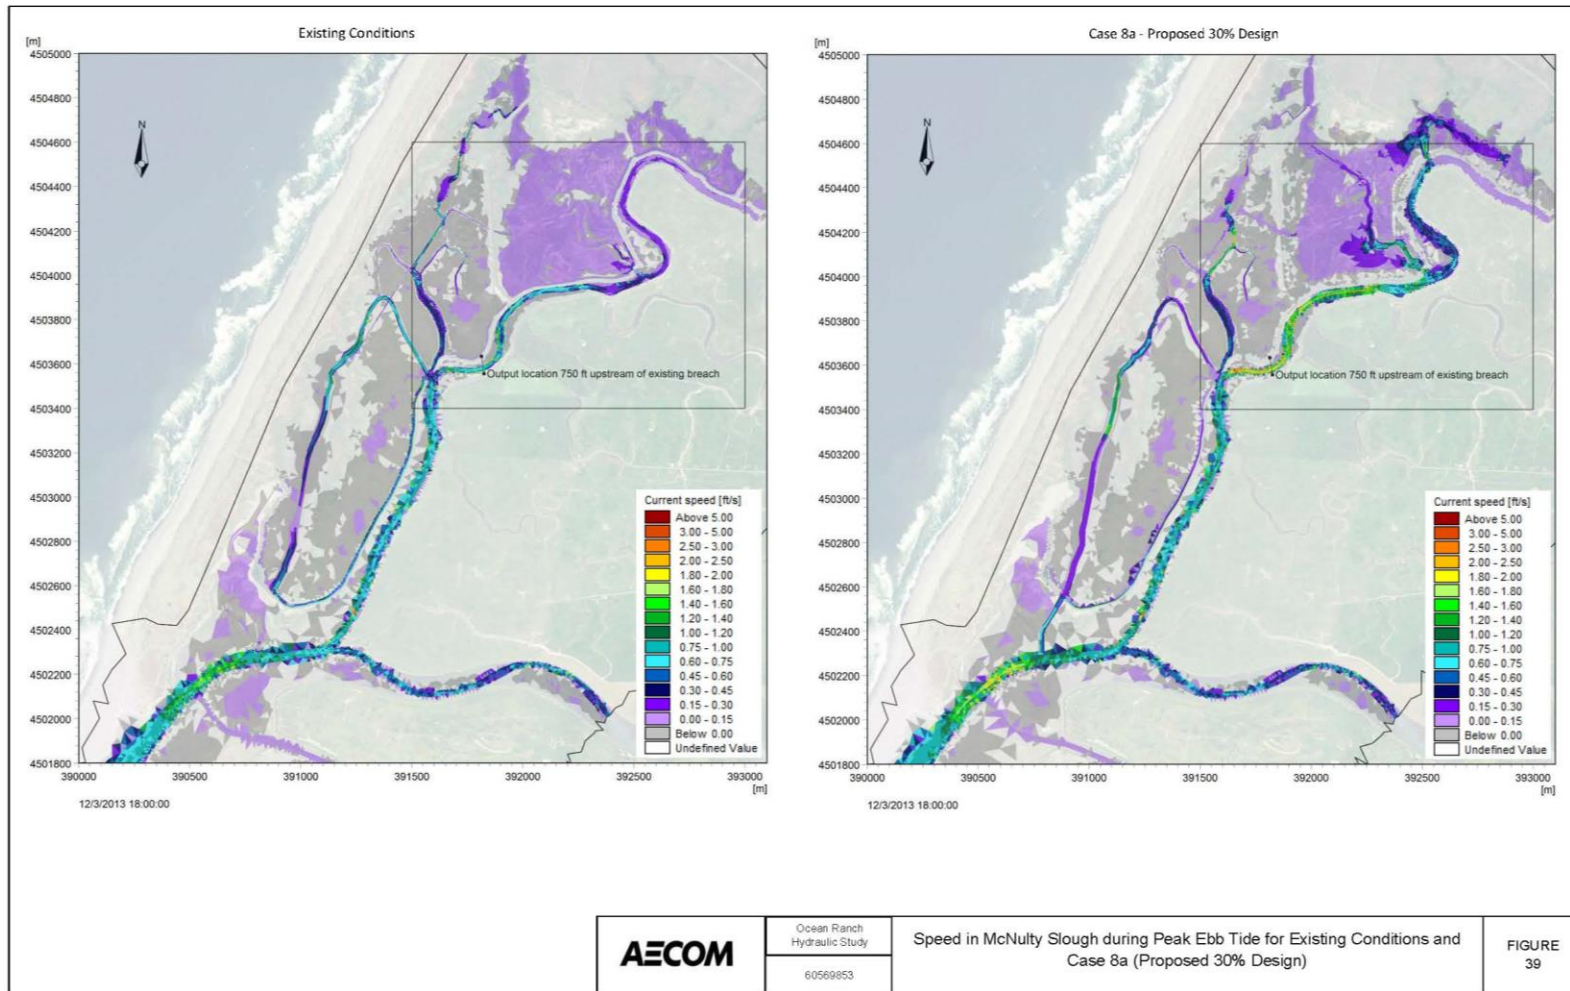 Existing Conditions
[m]
4505000
4504800
4504600
4504400
4504200
4504000
4503800
4503600
4503400
4503200
4503000
4502800
4502600
4502400
4502200
4502000
4501800
N
Output location 750 ft upstream of existing breach
Current speed [ft/s]
Above 5.00
3.00 - 5.00
2.50 - 3.00
2.00 - 2.50
1.80 - 2.00
1.60 - 1.80
1.40 - 1.60
1.20 - 1.40
1.00 - 1.20
0.75 - 1.00
0.60 - 0.75
0.45 - 0.60
0.30 - 0.45
0.15 - 0.30
0.00 - 0.15
Below 0.00
Undefined Value
390000 390500 391000 391500 392000 392500 393000
[m]
12/3/2013 18:00:00
Case 8a - Proposed 30% Design
[m]
4505000
4504800
4504600
4504400
4504200
4504000
4503800
4503600
4503400
4503200
4503000
4502800
4502600
4502400
4502200
4502000
4501800
N
Output location 750 ft upstream of existing breach
Current speed [ft/s]
Above 5.00
3.00 - 5.00
2.50 - 3.00
2.00 - 2.50
1.80 - 2.00
1.60 - 1.80
1.40 - 1.60
1.20 - 1.40
1.00 - 1.20
0.75 - 1.00
0.60 - 0.75
0.45 - 0.60
0.30 - 0.45
0.15 - 0.30
0.00 - 0.15
Below 0.00
Undefined Value
390000 390500 391000 391500 392000 392500 393000
[m]
12/3/2013 18:00:00
AECOM
Ocean Ranch
Hydraulic Study
60569853
Speed in McNulty Slough during Peak Ebb Tide for Existing Conditions and
Case 8a (Proposed 30% Design)
FIGURE
39